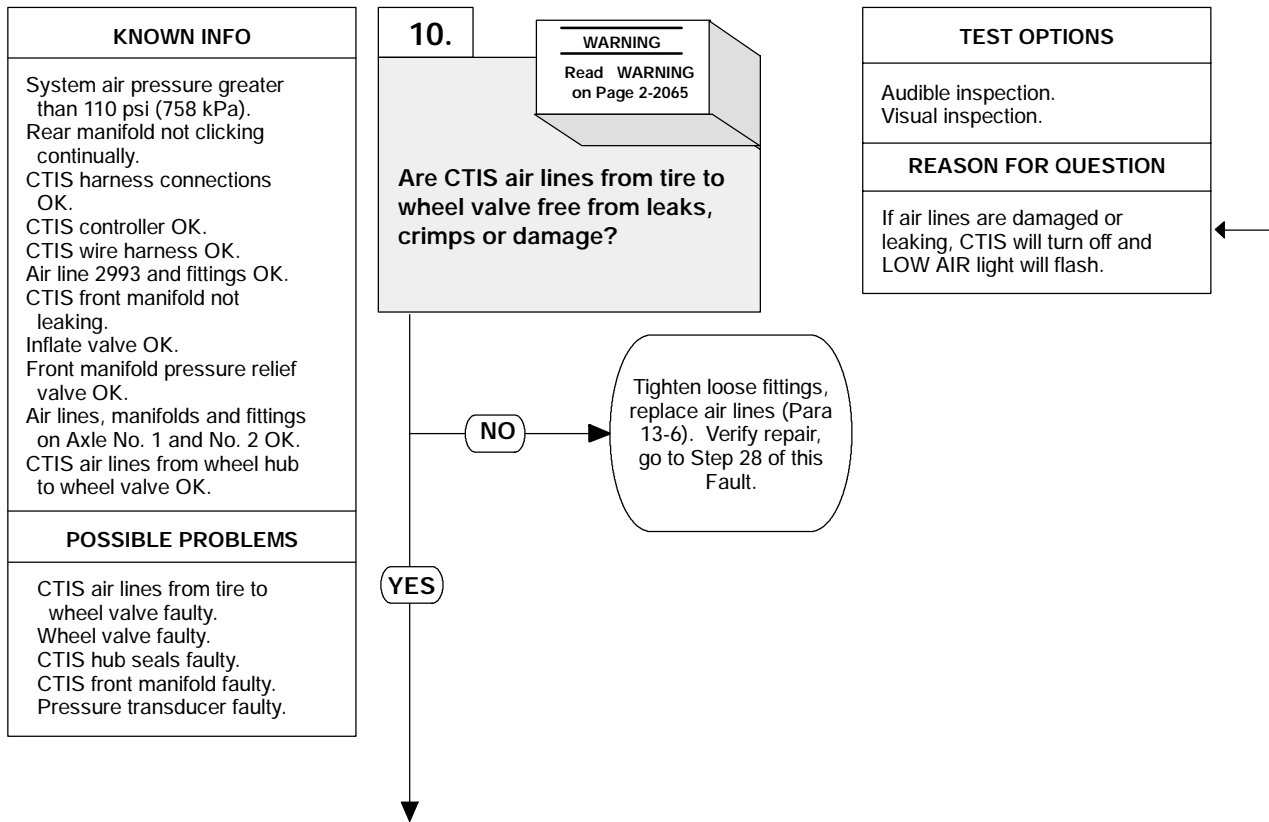 KNOWN INFO
System air pressure greater
than 110 psi (758 kPa).
Rear manifold not clicking
continually.
CTIS harness connections
OK.
CTIS controller OK.
CTIS wire harness OK.
Air line 2993 and fittings OK.
CTIS front manifold not
leaking.
Inflate valve OK.
Front manifold pressure relief
valve OK.
Air lines, manifolds and fittings
on Axle No. 1 and No. 2 OK.
CTIS air lines from wheel hub
to wheel valve OK.
POSSIBLE PROBLEMS
CTIS air lines from tire to
wheel valve faulty.
Wheel valve faulty.
CTIS hub seals faulty.
CTIS front manifold faulty.
Pressure transducer faulty.
10.
WARNING
Read WARNING
on Page 2-2065
Are CTIS air lines from tire to
wheel valve free from leaks,
crimps or damage?
NO
Tighten loose fittings,
replace air lines (Para
13-6). Verify repair,
go to Step 28 of this
Fault.
YES
TEST OPTIONS
Audible inspection.
Visual inspection.
REASON FOR QUESTION
If air lines are damaged or
leaking, CTIS will turn off and
LOW AIR light will flash.